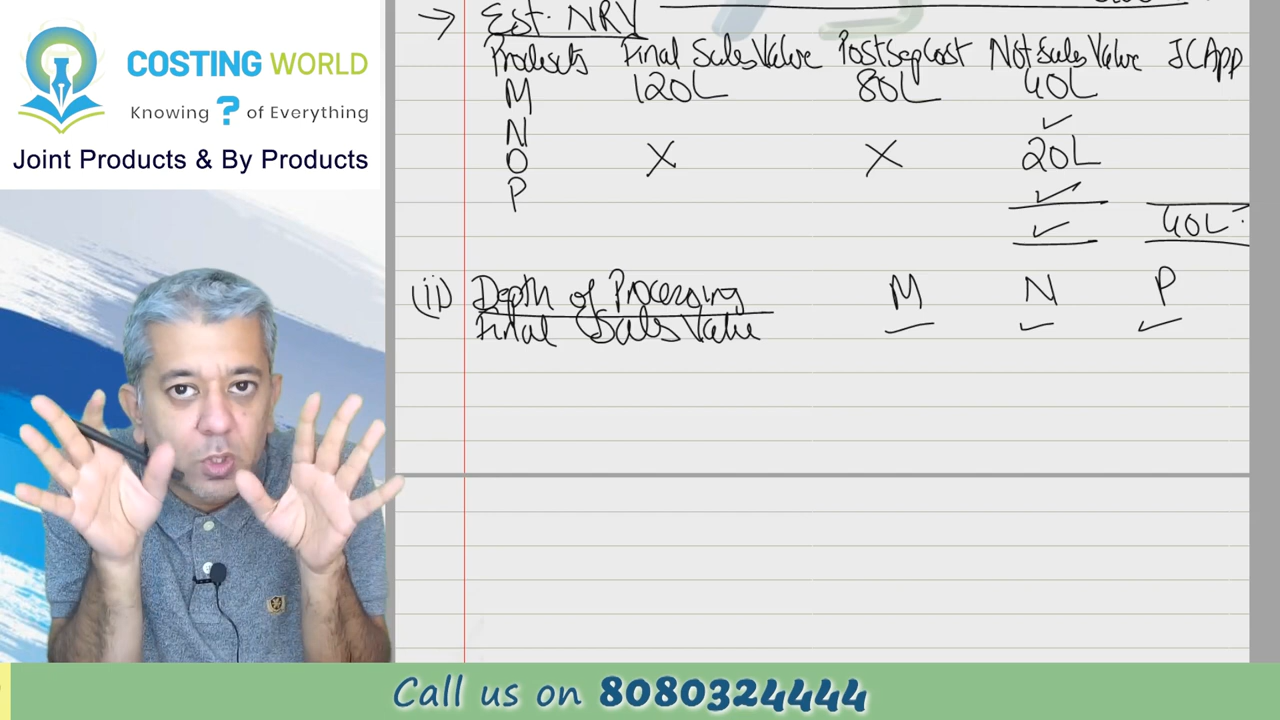 COSTING WORLD
Knowing ? of Everything
Joint Products & By Products
→ Est. NRV
Products Final Sales Value Post Sep Cost Net Sales Value JC App
M 120L 80L 40L
N ✓
O X X 20L
P ✓
✓ 40L
(ii) Depth of Processing M N P
Final Sales Value ✓ ✓ ✓
Call us on 8080324444